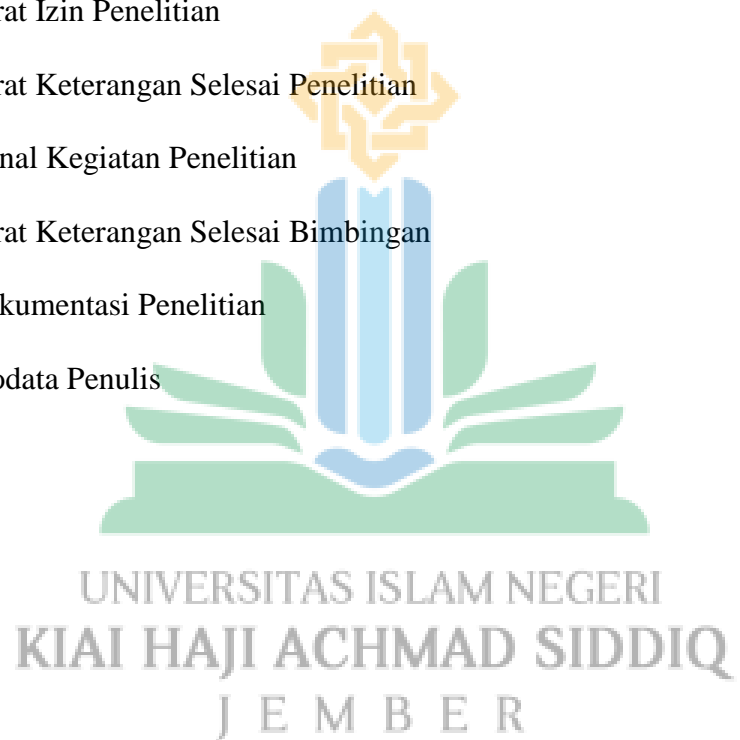 rat Izin Penelitian
rat Keterangan Selesai Penelitian
nal Kegiatan Penelitian
rat Keterangan Selesai Bimbingan
kumentasi Penelitian
odata Penulis
UNIVERSITAS ISLAM NEGERI
KIAI HAJI ACHMAD SIDDIQ
JEMBER